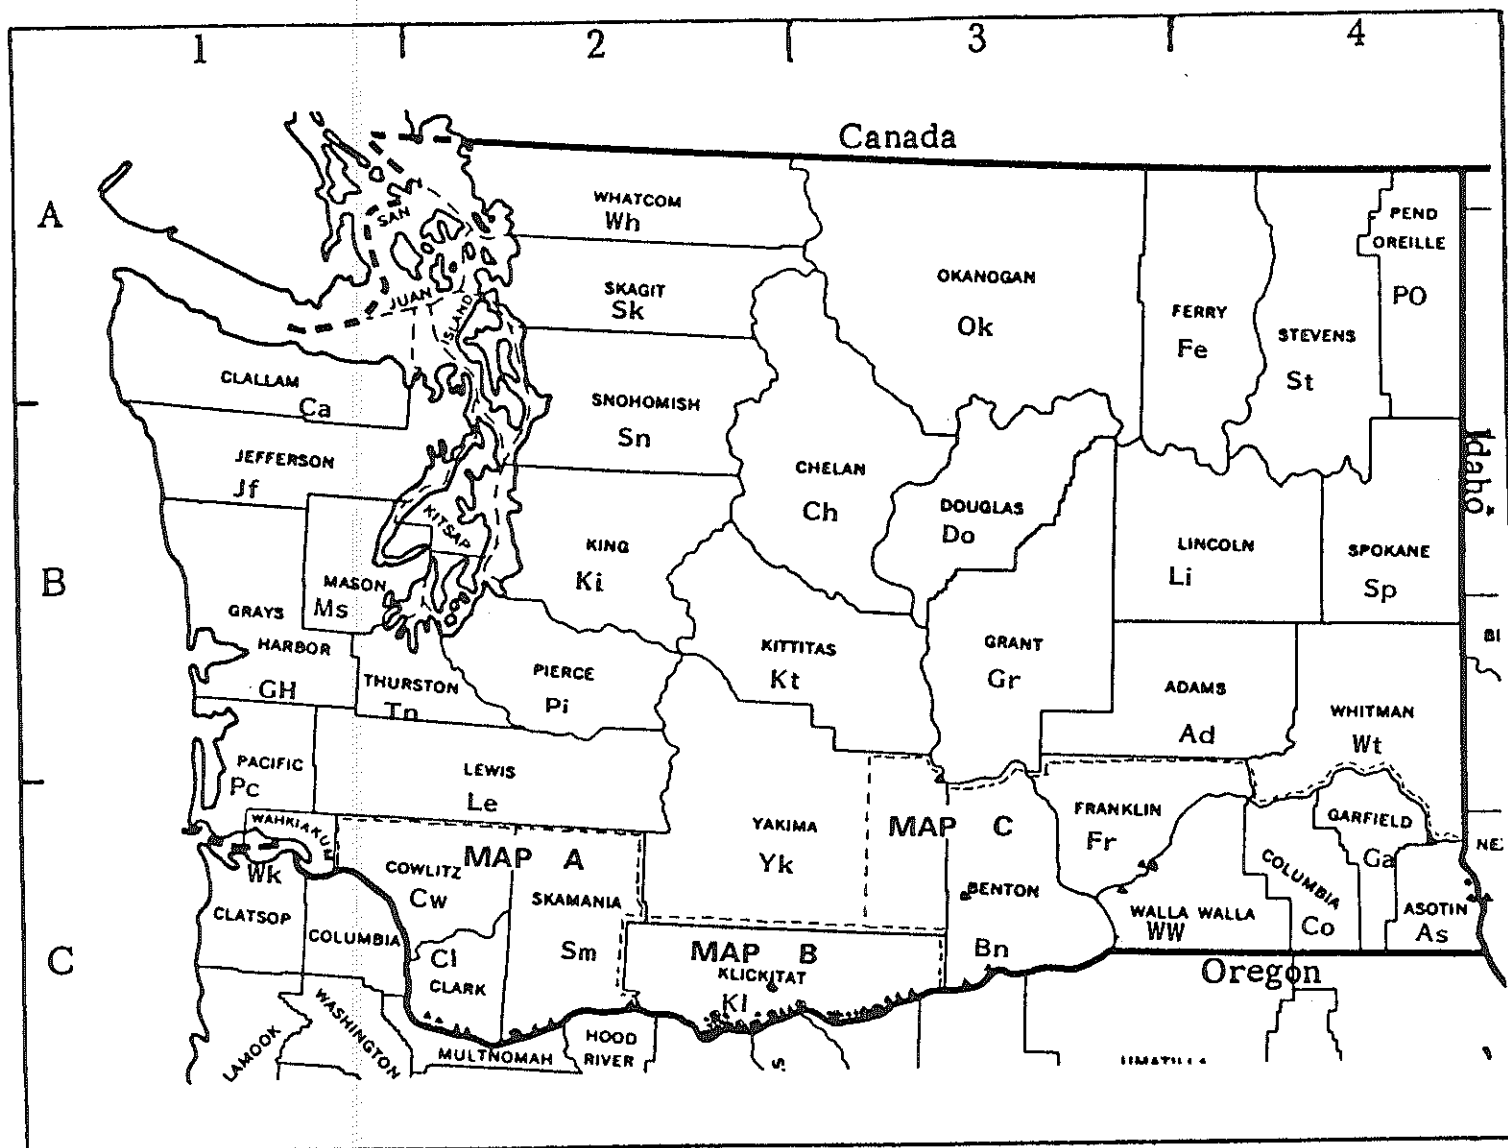 1 2 3 4
Canada
A
WHATCOM
Wh
SAN
JUAN
ISLAND
SKAGIT
Sk
OKANOGAN
Ok
FERRY
Fe
STEVENS
St
PEND
OREILLE
PO
CLALLAM
Ca
SNOHOMISH
Sn
JEFFERSON
Jf
CHELAN
Ch
DOUGLAS
Do
Idaho
B
KITSAP
KING
Ki
MASON
Ms
LINCOLN
Li
SPOKANE
Sp
GRAYS
HARBOR
GH
THURSTON
Tn
PIERCE
Pi
KITTITAS
Kt
GRANT
Gr
ADAMS
Ad
WHITMAN
Wt
PACIFIC
Pc
LEWIS
Le
WAHKIAKUM
Wk
MAP A
COWLITZ
Cw
SKAMANIA
Sm
YAKIMA
Yk
MAP C
BENTON
Bn
FRANKLIN
Fr
GARFIELD
Ga
COLUMBIA
Co
WALLA WALLA
WW
ASOTIN
As
NE
C
CLATSOP
COLUMBIA
Cl
CLARK
MAP B
KLICKITAT
Kl
Oregon
LAMOOK
WASHINGTON
MULTNOMAH
HOOD
RIVER